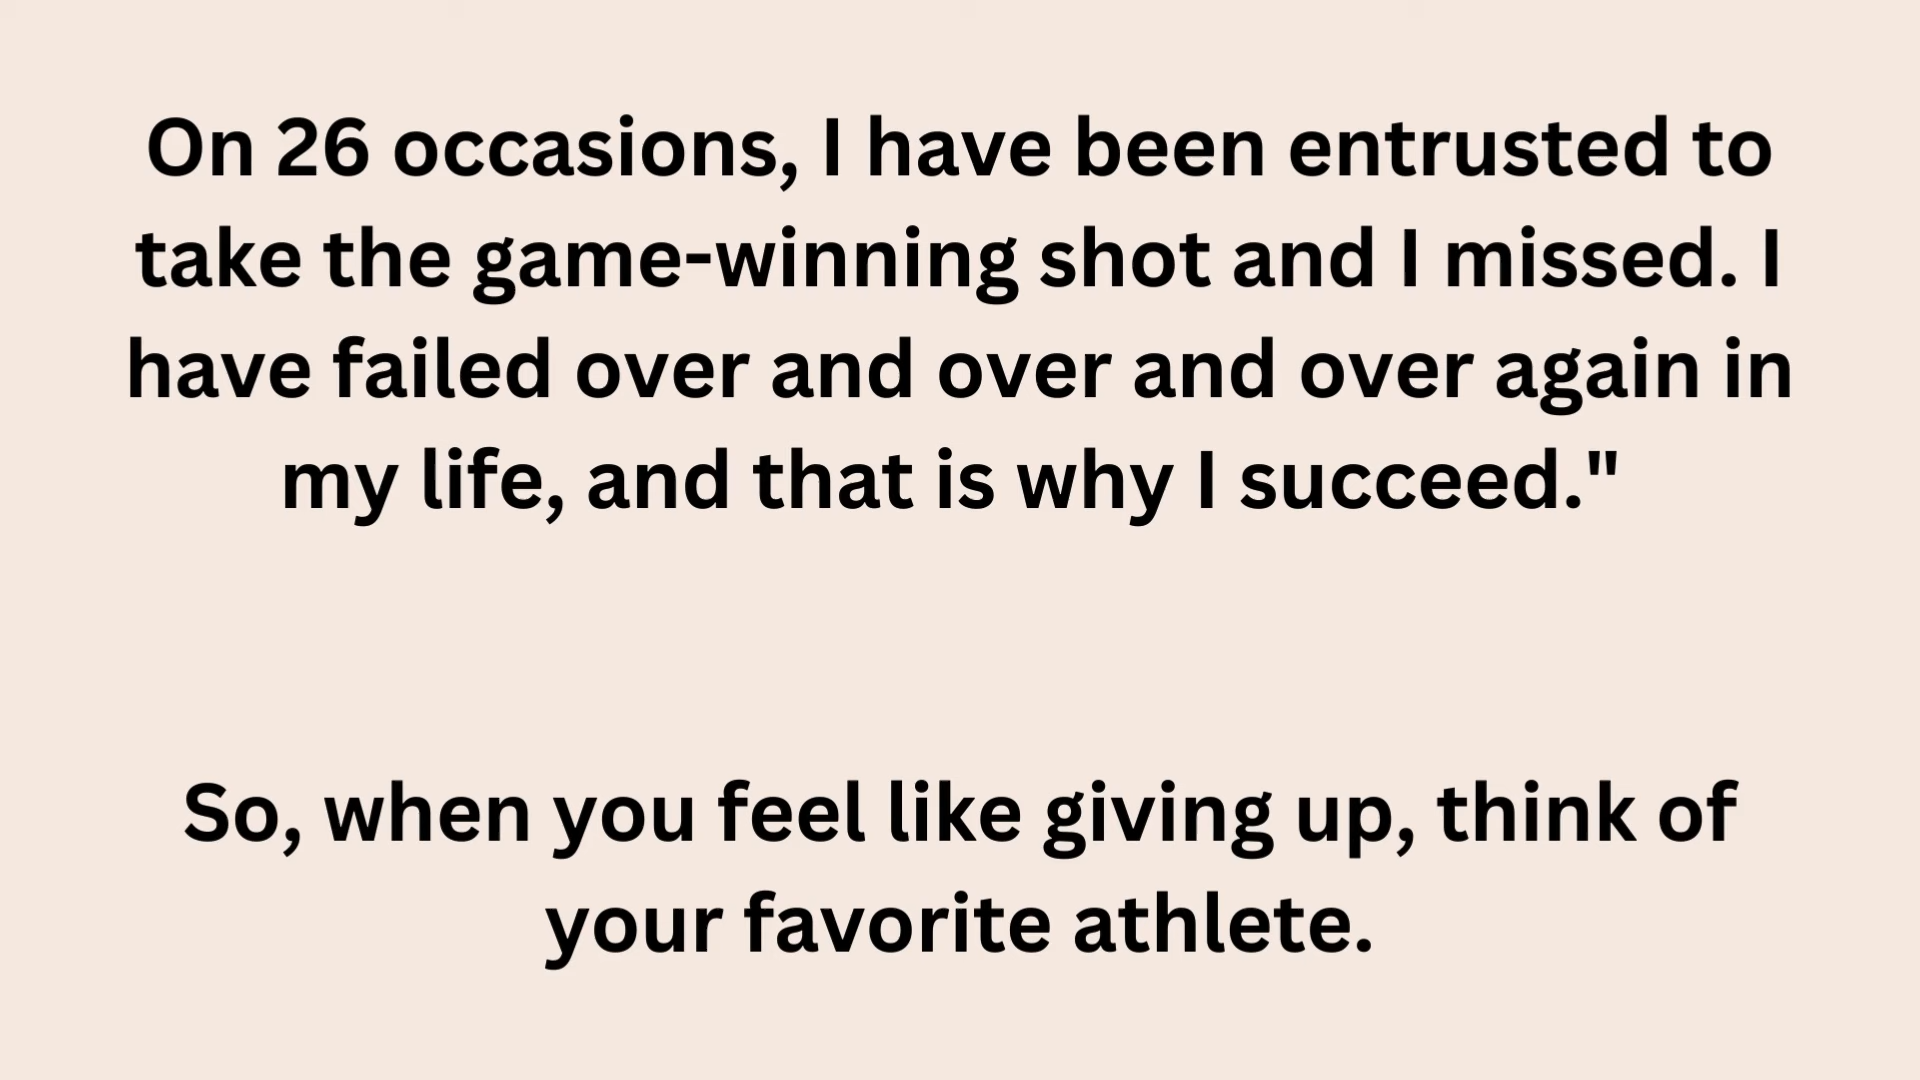 On 26 occasions, I have been entrusted to
take the game-winning shot and I missed. I
have failed over and over and over again in
my life, and that is why I succeed."
So, when you feel like giving up, think of
your favorite athlete.